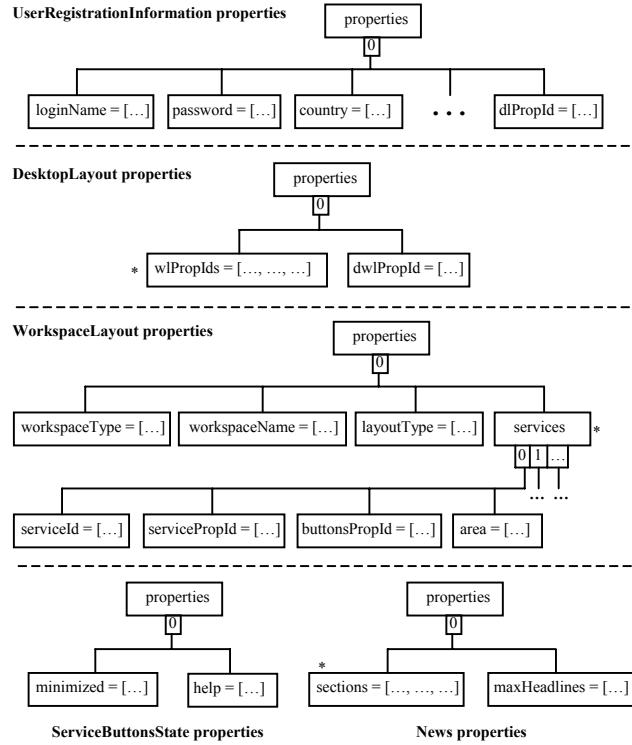 UserRegistrationInformation properties
properties
0
loginName = […]
password = […]
country = […]
• • •
dlPropId = […]
DesktopLayout properties
properties
0
* wlPropIds = […, …, …]
dwlPropId = […]
WorkspaceLayout properties
properties
0
workspaceType = […]
workspaceName = […]
layoutType = […]
services *
0 1 …
… …
serviceId = […]
servicePropId = […]
buttonsPropId = […]
area = […]
properties
0
minimized = […]
help = […]
ServiceButtonsState properties
properties
0
*
sections = […, …, …]
maxHeadlines = […]
News properties